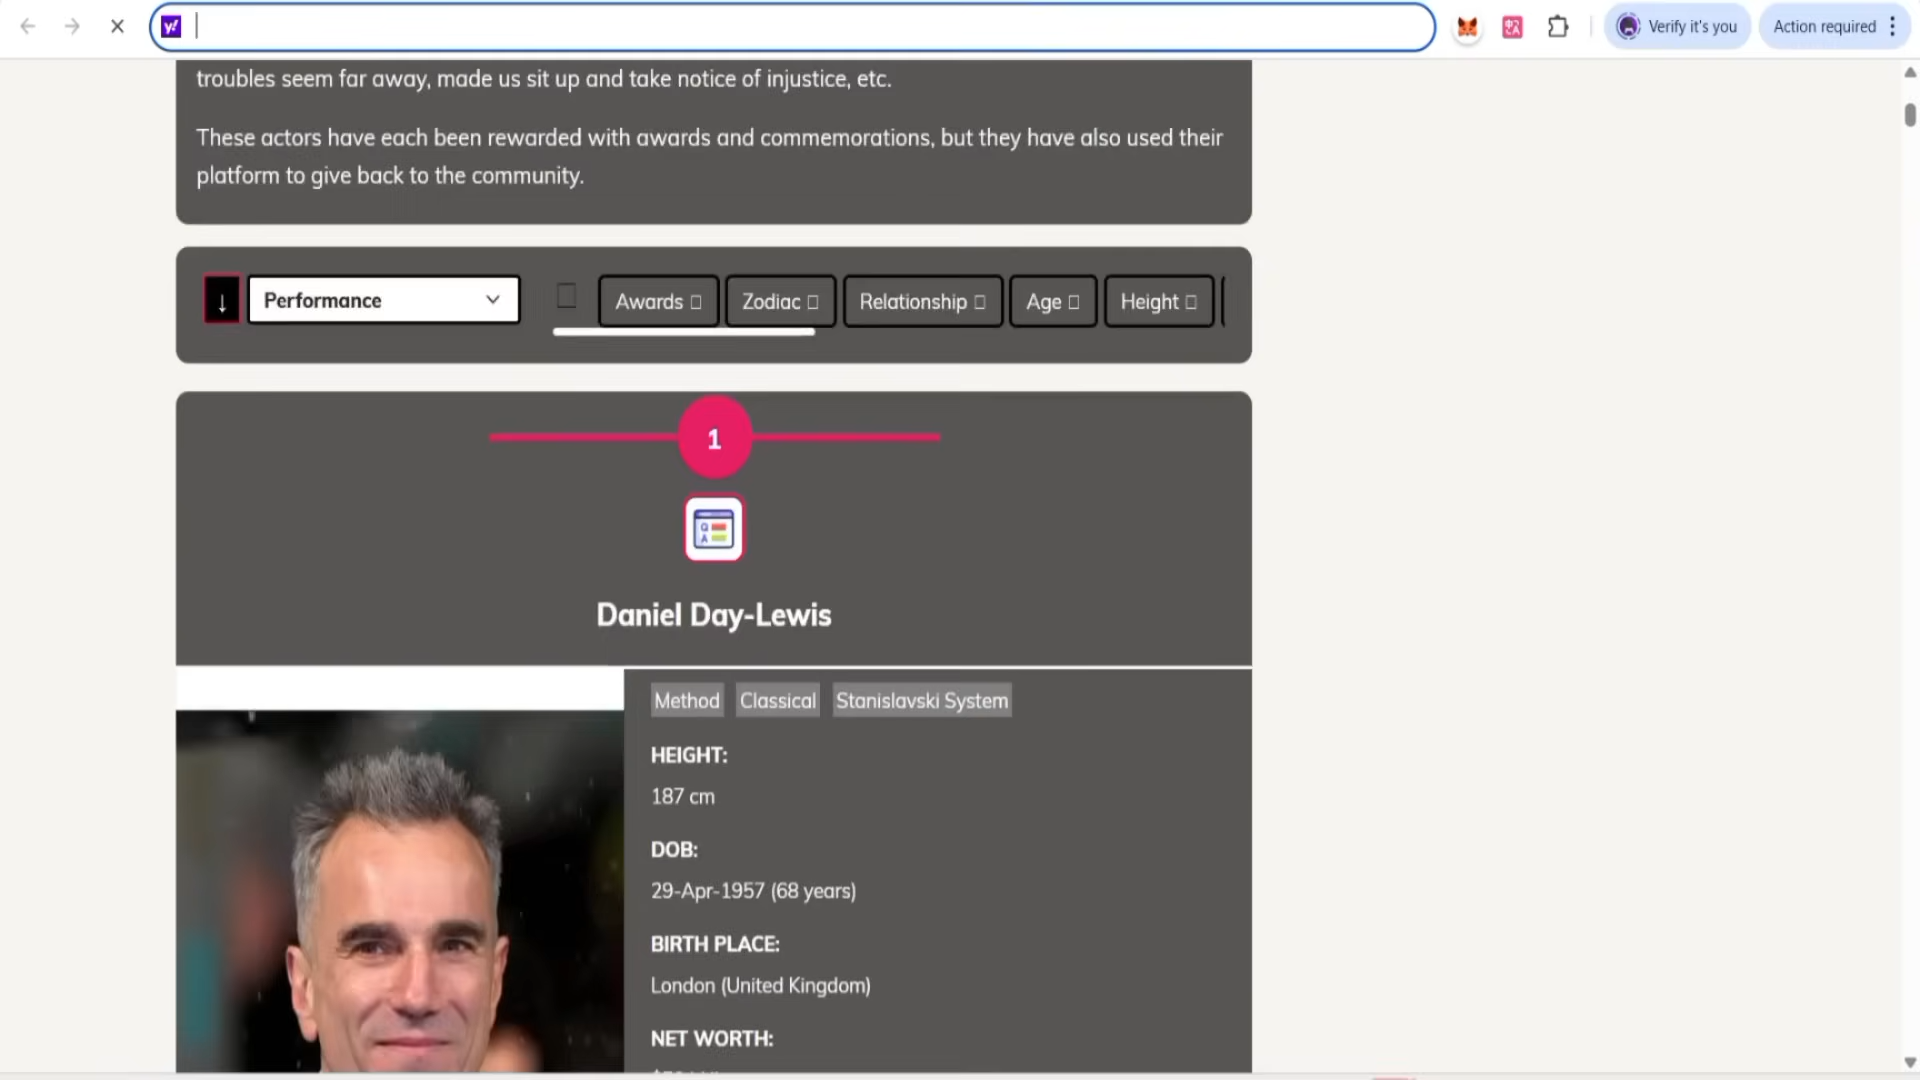 Verify it's you
Action required
troubles seem far away, made us sit up and take notice of injustice, etc.
These actors have each been rewarded with awards and commemorations, but they have also used their
platform to give back to the community.
↓ Performance
Awards
Zodiac
Relationship
Age
Height
1
Q
A
Daniel Day-Lewis
Method Classical Stanislavski System
HEIGHT:
187 cm
DOB:
29-Apr-1957 (68 years)
BIRTH PLACE:
London (United Kingdom)
NET WORTH: